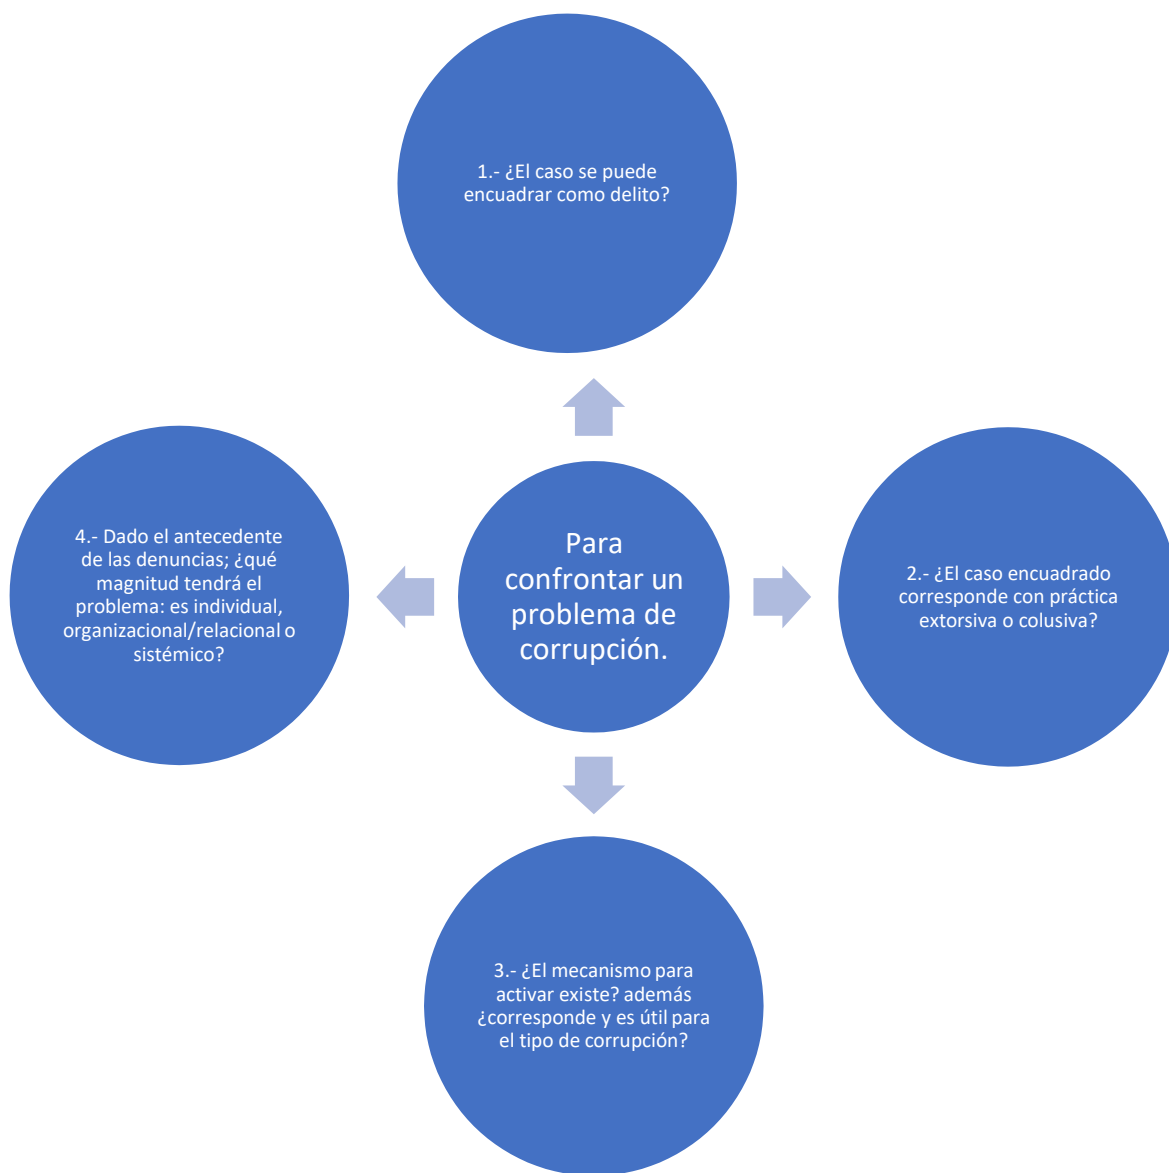 1.- ¿El caso se puede
encuadrar como delito?
Para
confrontar un
problema de
corrupción.
2.- ¿El caso encuadrado
corresponde con práctica
extorsiva o colusiva?
3.- ¿El mecanismo para
activar existe? además
¿corresponde y es útil para
el tipo de corrupción?
4.- Dado el antecedente
de las denuncias; ¿qué
magnitud tendrá el
problema: es individual,
organizacional/relacional o
sistémico?